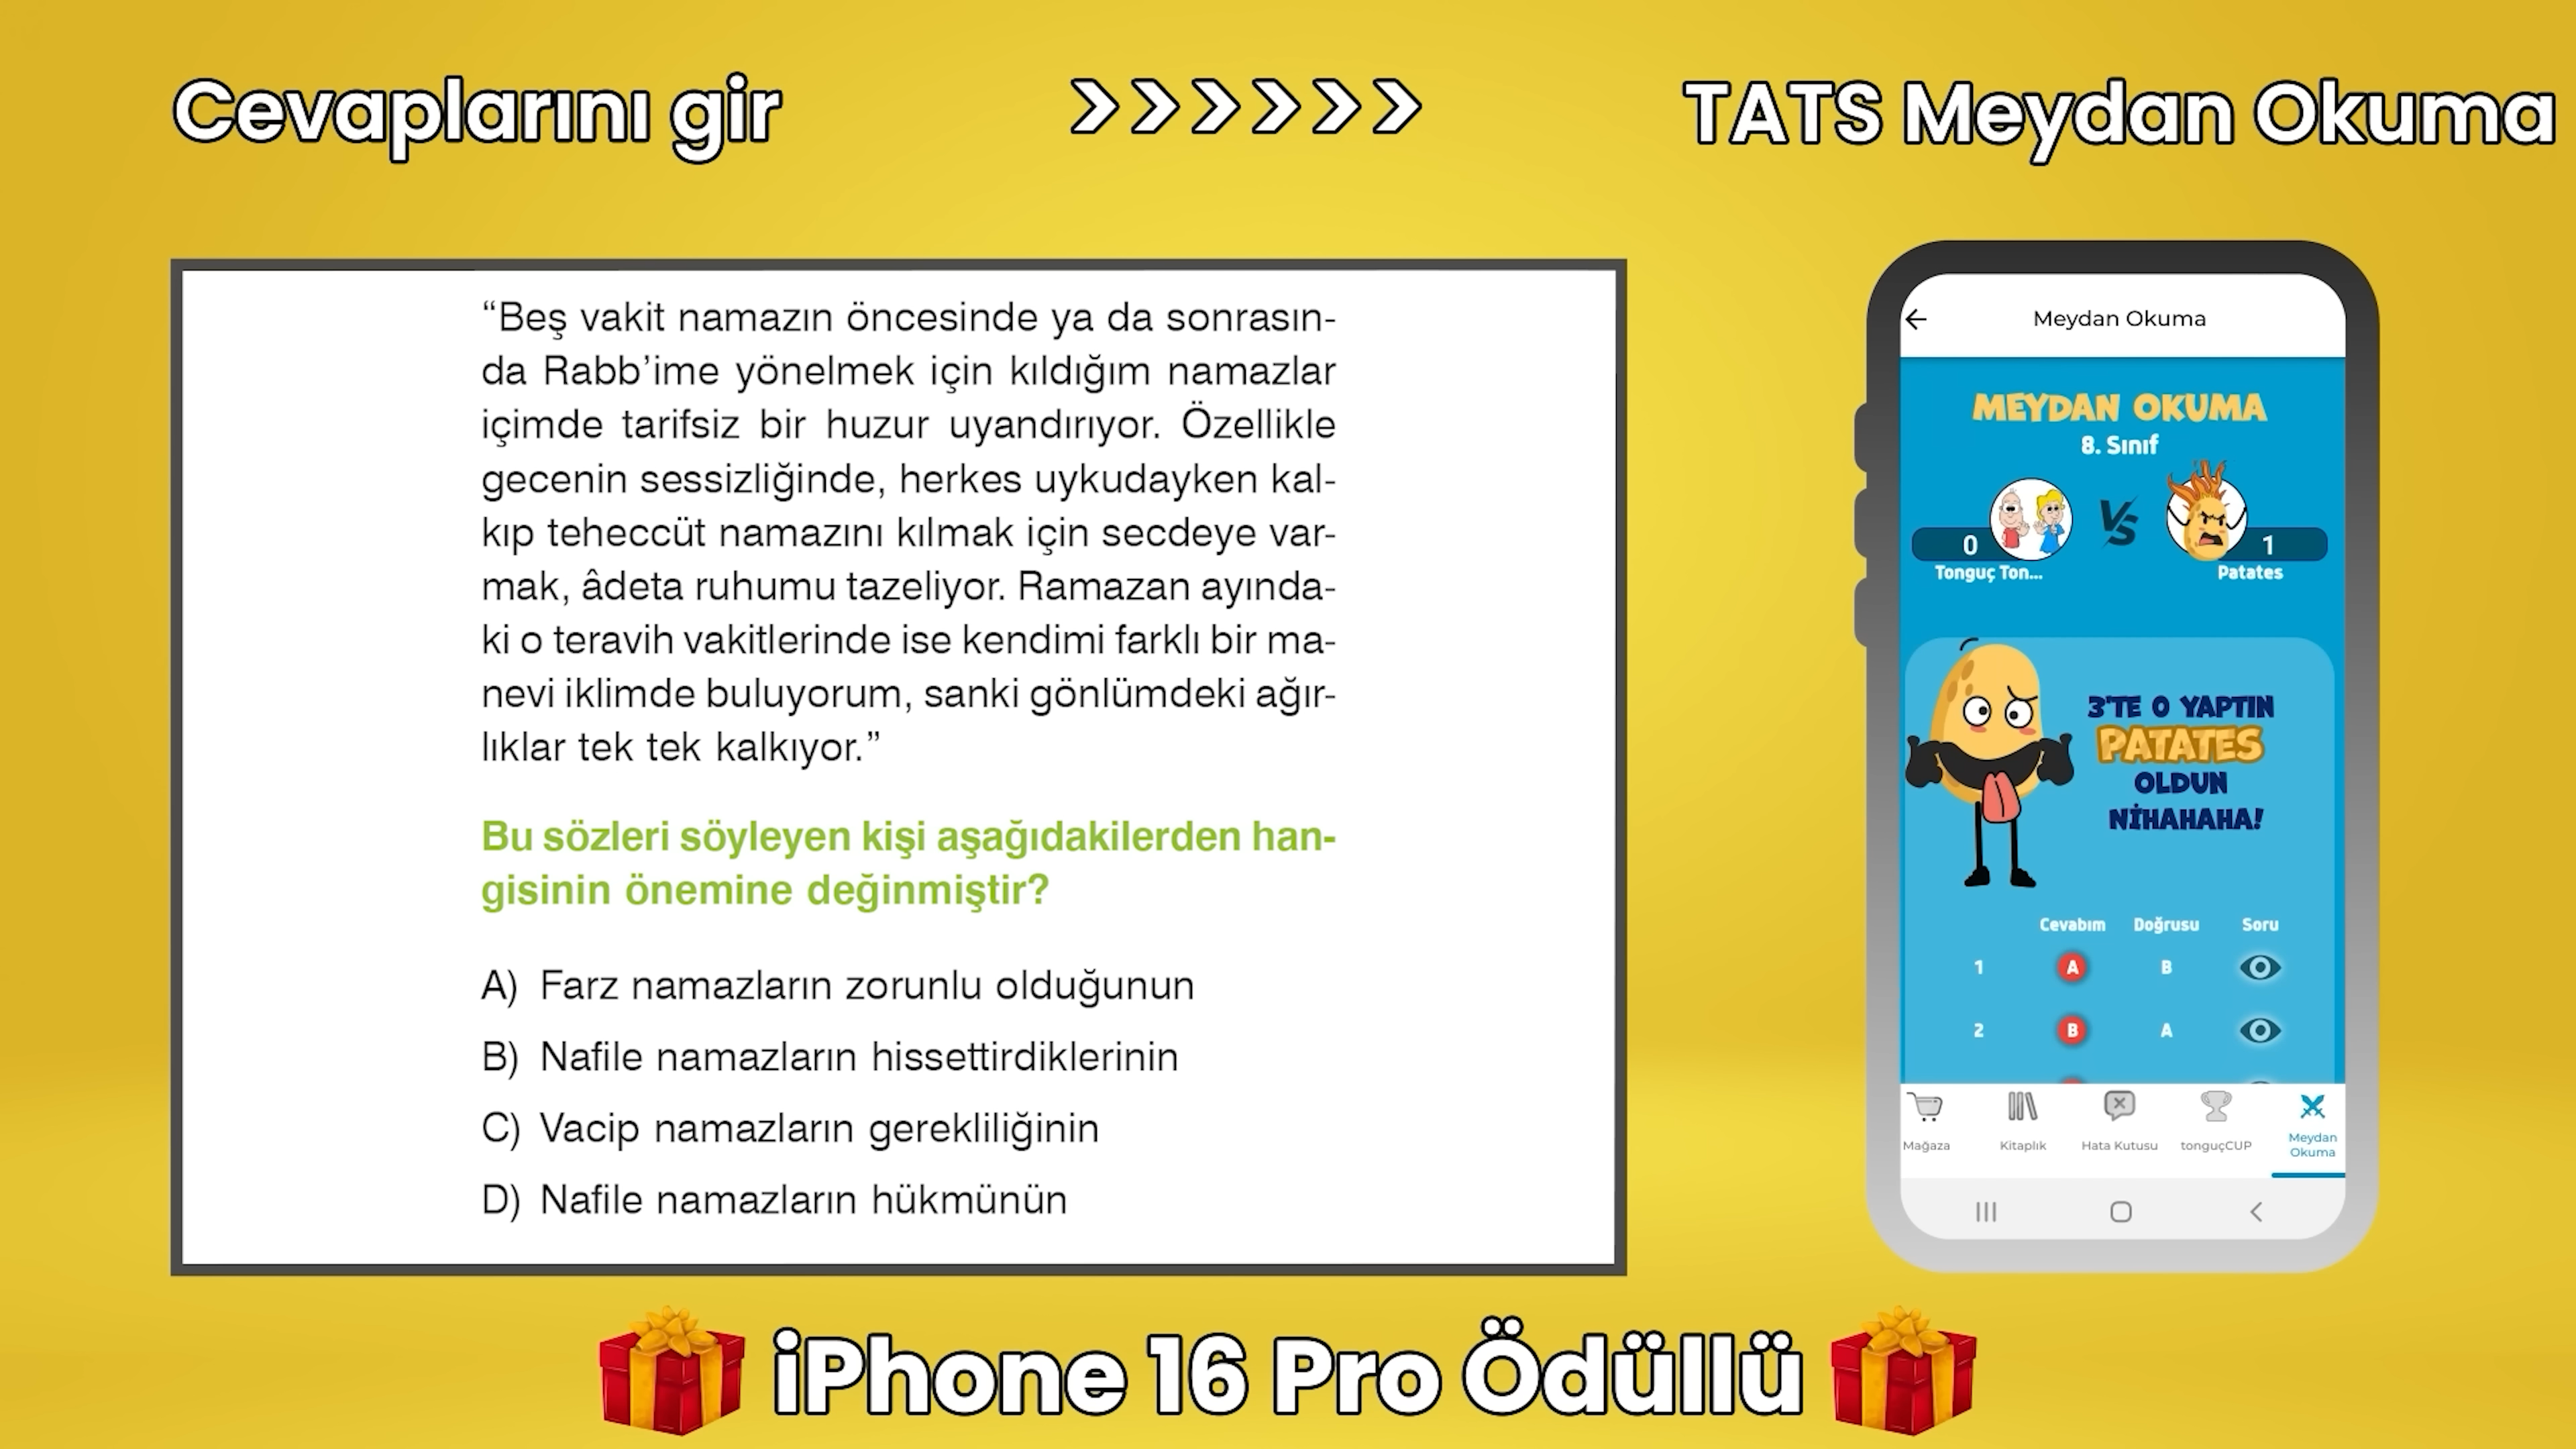 Cevaplarını gir
TATS Meydan Okuma
“Beş vakit namazın öncesinde ya da sonrasın-
da Rabb’ime yönelmek için kıldığım namazlar
içimde tarifsiz bir huzur uyandırıyor. Özellikle
gecenin sessizliğinde, herkes uykudayken kal-
kıp teheccüt namazını kılmak için secdeye var-
mak, âdeta ruhumu tazeliyor. Ramazan ayında-
ki o teravih vakitlerinde ise kendimi farklı bir ma-
nevi iklimde buluyorum, sanki gönlümdeki ağır-
lıklar tek tek kalkıyor.”
Bu sözleri söyleyen kişi aşağıdakilerden han-
gisinin önemine değinmiştir?
A) Farz namazların zorunlu olduğunun
B) Nafile namazların hissettirdiklerinin
C) Vacip namazların gerekliliğinin
D) Nafile namazların hükmünün
Meydan Okuma
MEYDAN OKUMA
8. Sınıf
0 VS 1
Tonguç Ton... Patates
3'TE 0 YAPTIN
PATATES
OLDUN
NİHAHAHA!
Cevabım Doğrusu Soru
1 A B
2 B A
Mağaza Kitaplık Hata Kutusu tonguçCUP Meydan
Okuma
iPhone 16 Pro Ödüllü